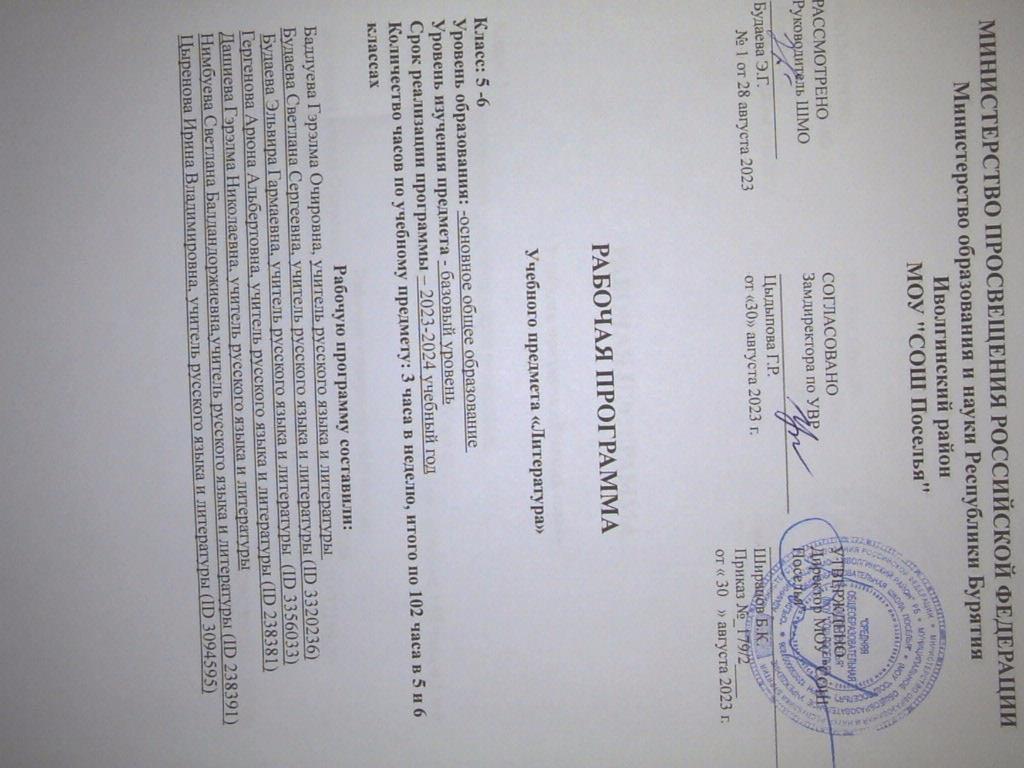 МИНИСТЕРСТВО ПРОСВЕЩЕНИЯ РОССИЙСКОЙ ФЕДЕРАЦИИ
Министерство образования и науки Республики Бурятия
Иволгинский район
МОУ "СОШ Поселья"
РАССМОТРЕНО
Руководитель ШМО
Будаева Э.Г.
№ 1 от 28 августа 2023
СОГЛАСОВАНО
Замдиректора по УВР
Цыдыпова Г.Р.
от «30» августа 2023 г.
УТВЕРЖДЕНО
Директор МОУ "СОШ
Поселья"
Ширапов Б.К.
Приказ № 179/2
от « 30 » августа 2023 г.
РАБОЧАЯ ПРОГРАММА
Учебного предмета «Литература»
Класс: 5 -6
Уровень образования: -основное общее образование
Уровень изучения предмета - базовый уровень
Срок реализации программы – 2023-2024 учебный год
Количество часов по учебному предмету: 3 часа в неделю, итого по 102 часа в 5 и 6
классах
Рабочую программу составили:
Бадлуева Гэрэлма Очировна, учитель русского языка и литературы
Будаева Светлана Сергеевна, учитель русского языка и литературы (ID 3320236)
Будаева Эльвира Гармаевна, учитель русского языка и литературы (ID 3356033)
Гергенова Арюна Альбертовна, учитель русского языка и литературы (ID 238381)
Дашиева Гэрэлма Николаевна, учитель русского языка и литературы
Нимбуева Светлана Балдандоржиевна,учитель русского языка и литературы (ID 238391)
Цыренова Ирина Владимировна, учитель русского языка и литературы (ID 3094595)